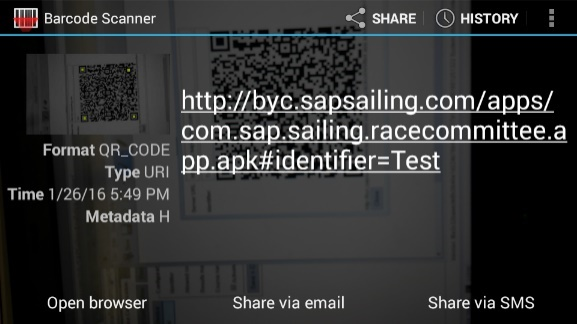 Barcode Scanner
SHARE
HISTORY
http://byc.sapsailing.com/apps/
com.sap.sailing.racecommittee.a
pp.apk#identifier=Test
Format QR_CODE
Type URI
Time 1/26/16 5:49 PM
Metadata H
Open browser
Share via email
Share via SMS